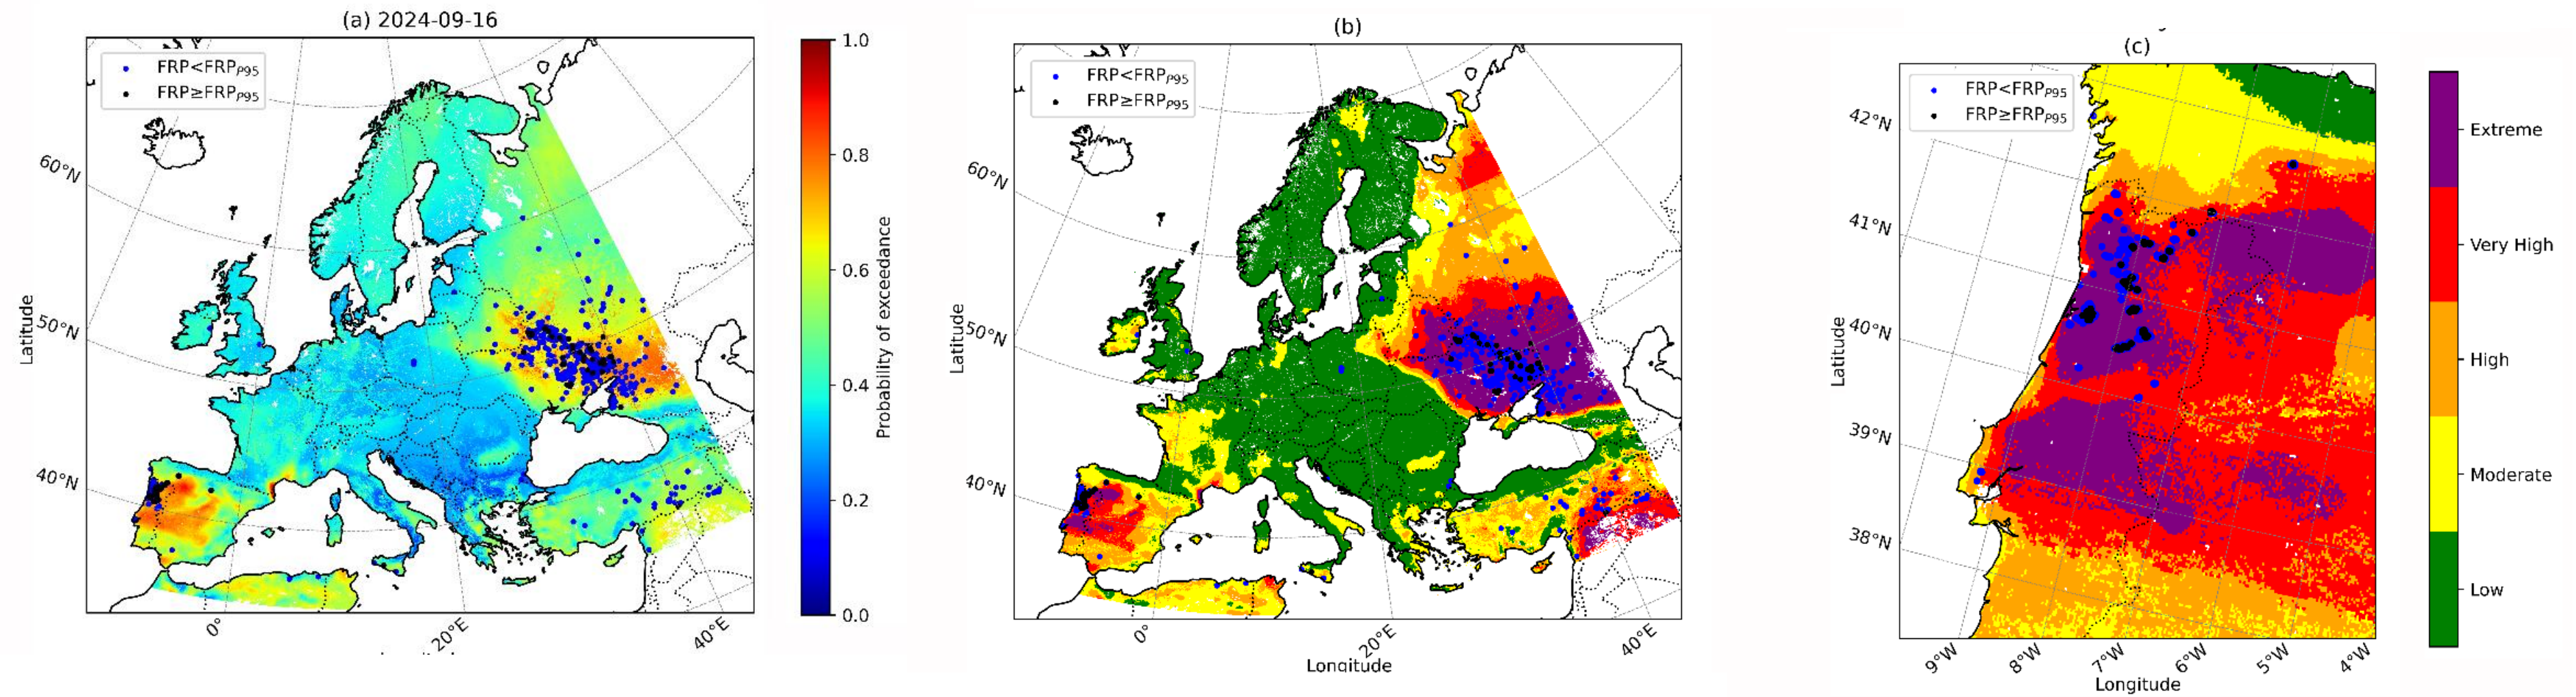 (a) 2024-09-16
FRP<FRP_P95
FRP≥FRP_P95
60°N
50°N
40°N
Latitude
0°
20°E
40°E
1.0
0.8
0.6
0.4
0.2
0.0
Probability of exceedance
(b)
FRP<FRP_P95
FRP≥FRP_P95
60°N
50°N
40°N
Latitude
0°
20°E
40°E
Longitude
(c)
FRP<FRP_P95
FRP≥FRP_P95
42°N
41°N
40°N
39°N
38°N
Latitude
9°W
8°W
7°W
6°W
5°W
4°W
Longitude
Extreme
Very High
High
Moderate
Low